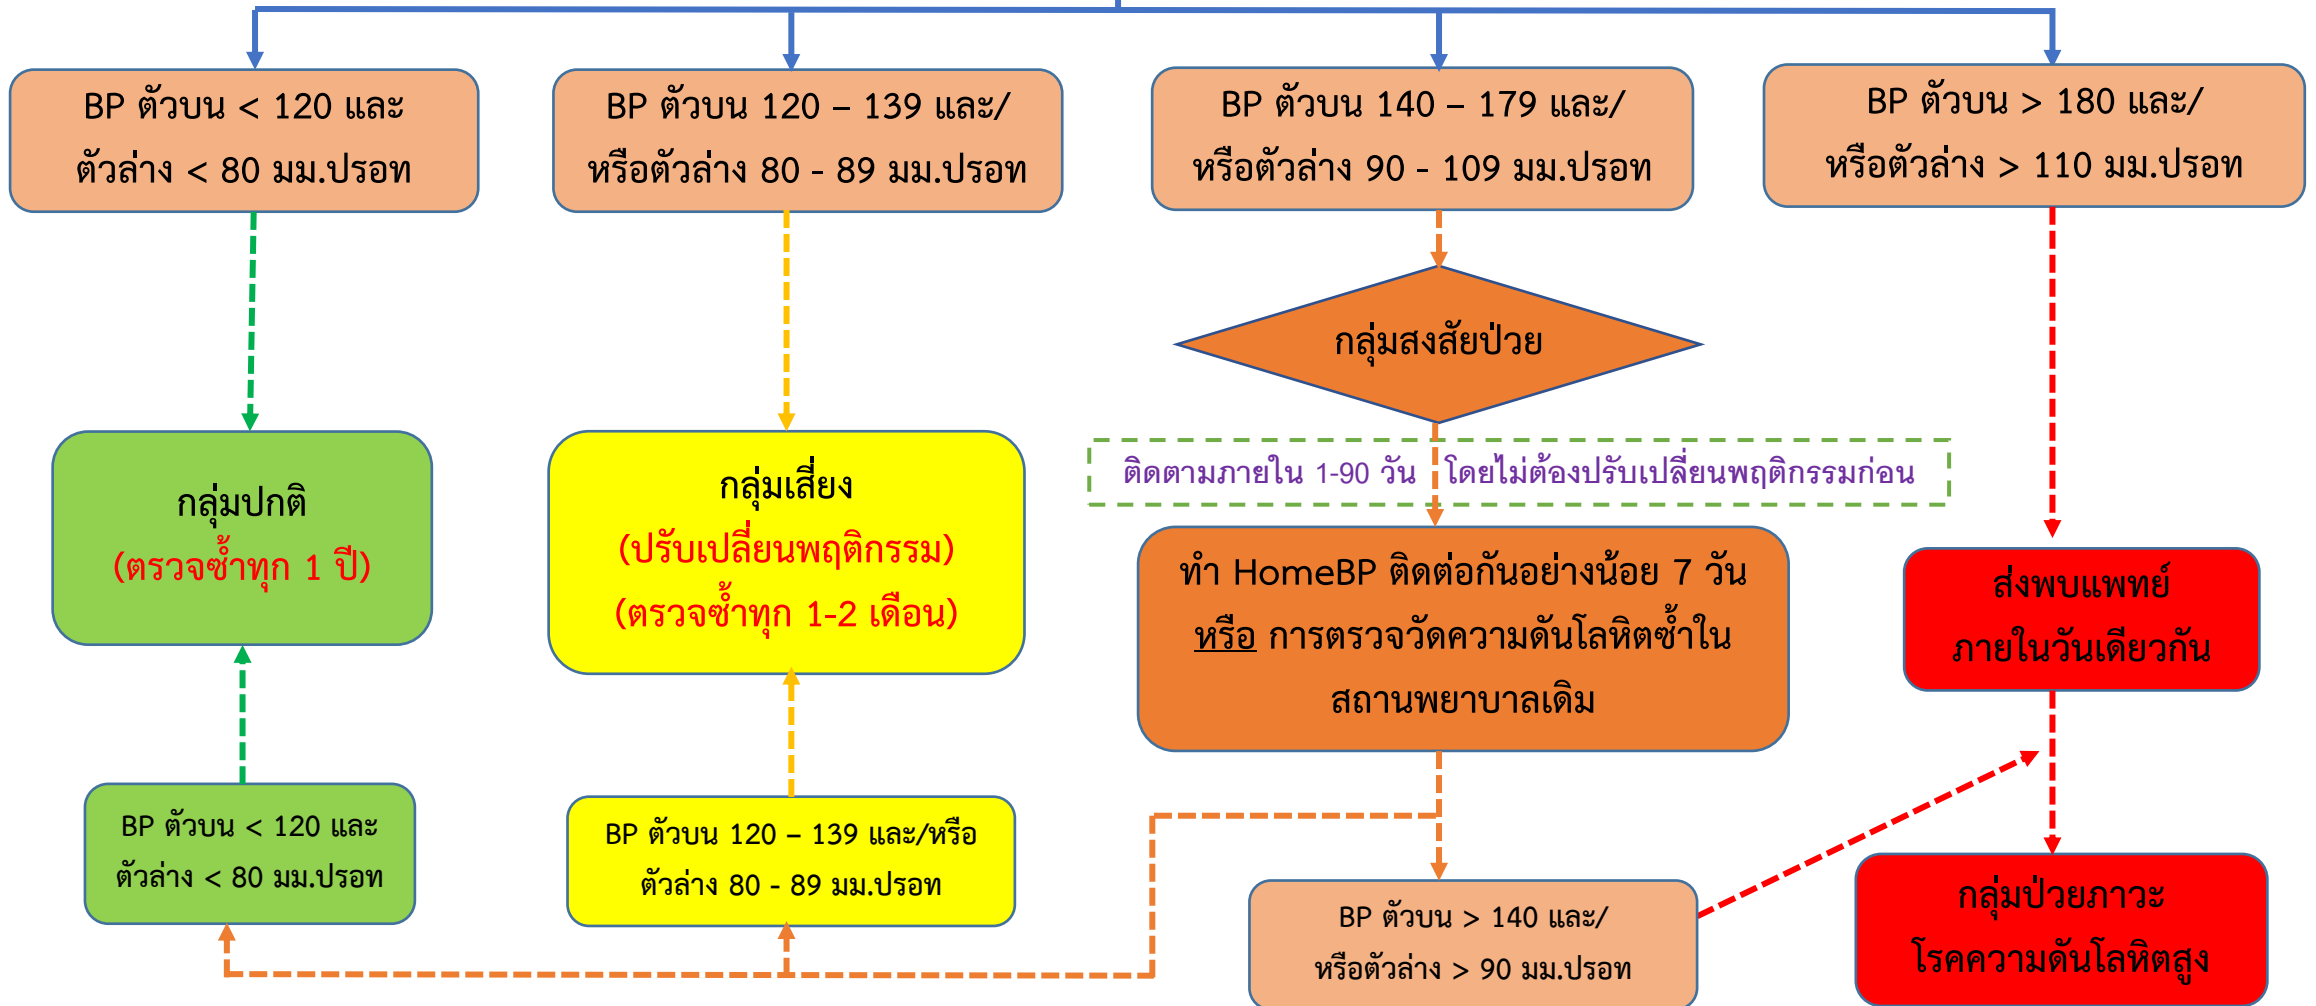 BP ตัวบน < 120 และ
ตัวล่าง < 80 มม.ปรอท
BP ตัวบน 120 – 139 และ/
หรือตัวล่าง 80 - 89 มม.ปรอท
BP ตัวบน 140 – 179 และ/
หรือตัวล่าง 90 - 109 มม.ปรอท
BP ตัวบน > 180 และ/
หรือตัวล่าง > 110 มม.ปรอท
กลุ่มสงสัยป่วย
กลุ่มปกติ
(ตรวจซ้ำทุก 1 ปี)
กลุ่มเสี่ยง
(ปรับเปลี่ยนพฤติกรรม)
(ตรวจซ้ำทุก 1-2 เดือน)
ติดตามภายใน 1-90 วัน โดยไม่ต้องปรับเปลี่ยนพฤติกรรมก่อน
ทำ HomeBP ติดต่อกันอย่างน้อย 7 วัน
หรือ การตรวจวัดความดันโลหิตซ้ำใน
สถานพยาบาลเดิม
ส่งพบแพทย์
ภายในวันเดียวกัน
BP ตัวบน < 120 และ
ตัวล่าง < 80 มม.ปรอท
BP ตัวบน 120 – 139 และ/หรือ
ตัวล่าง 80 - 89 มม.ปรอท
BP ตัวบน > 140 และ/
หรือตัวล่าง > 90 มม.ปรอท
กลุ่มป่วยภาวะ
โรคความดันโลหิตสูง